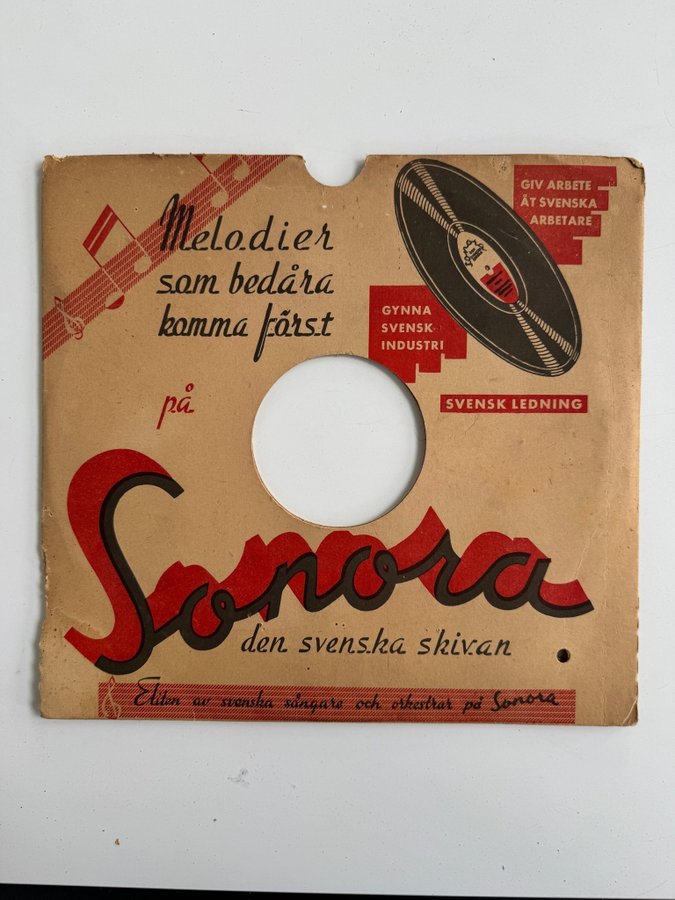 Melodier
som bedåra
komma först
på
GIV ARBETE
ÅT SVENSKA
ARBETARE
GYNNA
SVENSK-
INDUSTRI
SVENSK LEDNING
Sonora
den svenska skivan
Eliten av svenska sångare och orkestrar på Sonora